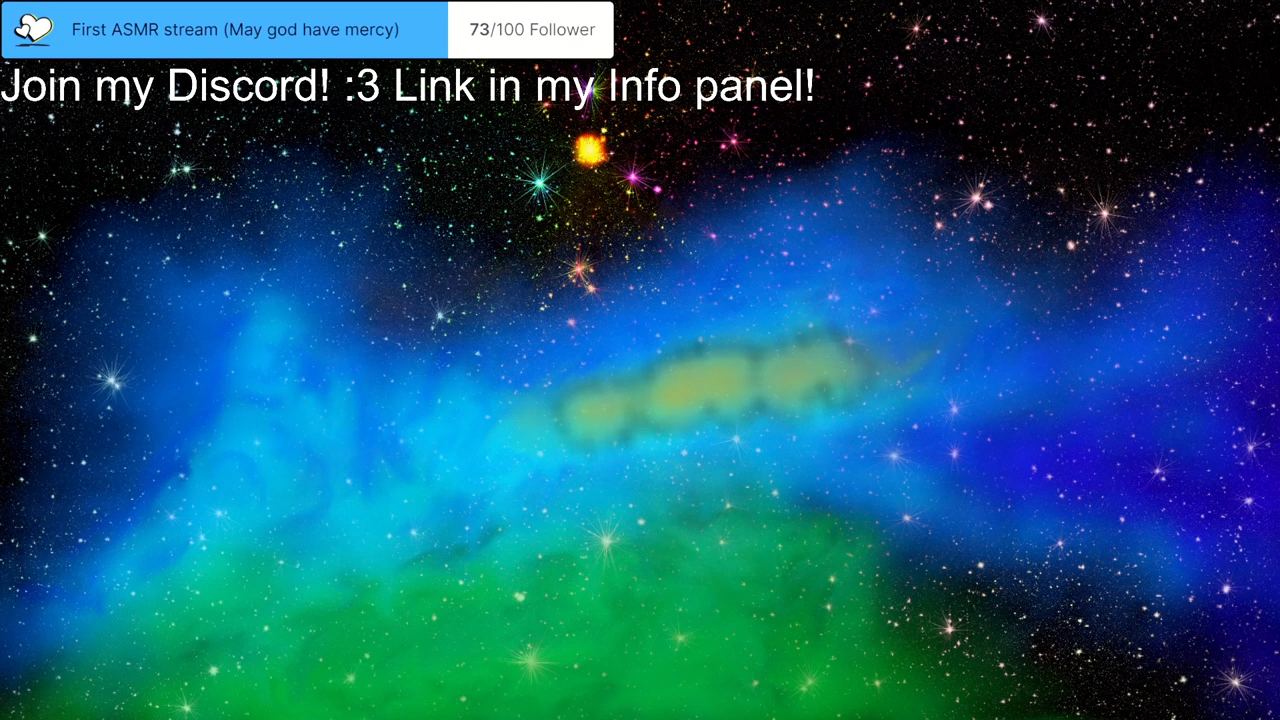 First ASMR stream (May god have mercy) 73/100 Follower
Join my Discord! :3 Link in my Info panel!